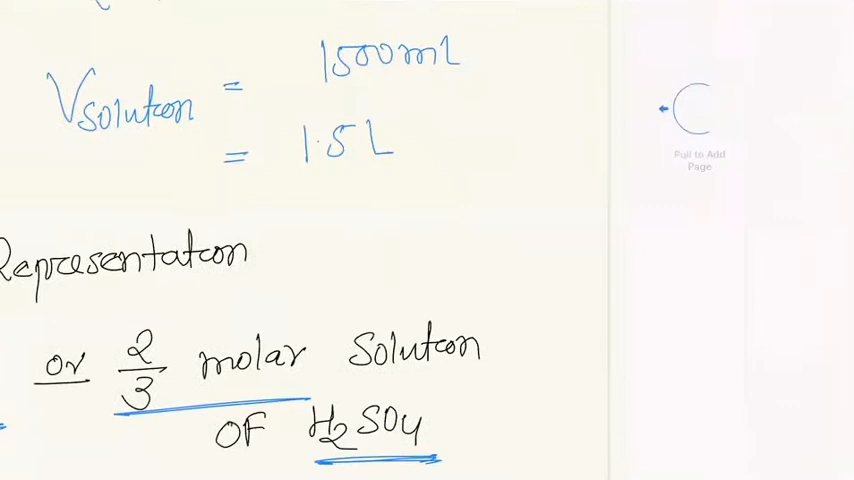 Vsolution = 1500mL
= 1.5 L
Pull to Add
Page
Representation
or 2/3 molar solution
OF H2SO4